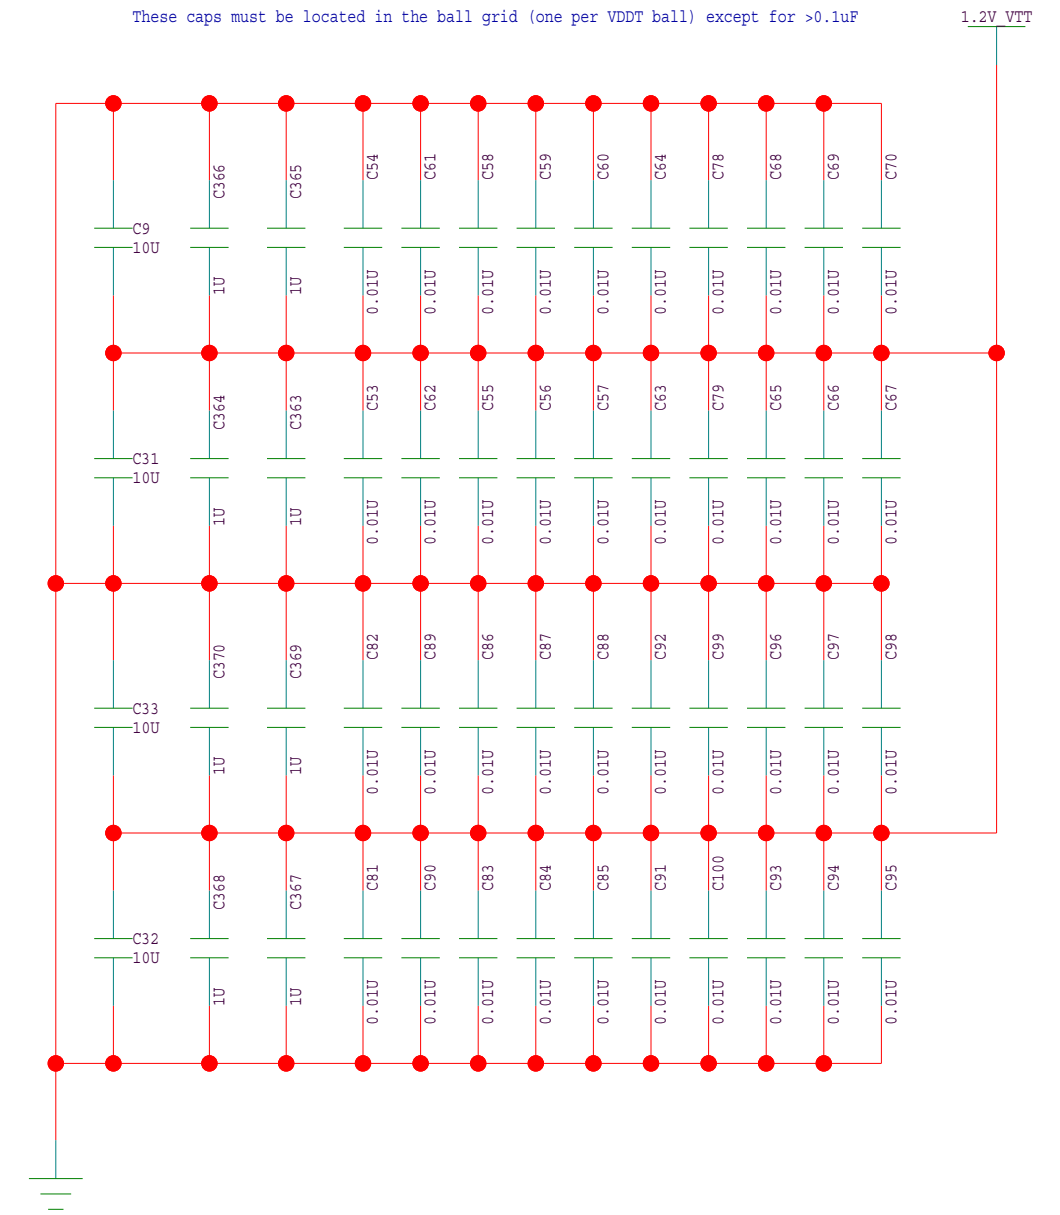 These caps must be located in the ball grid (one per VDDT ball) except for >0.1uF
1.2V_VTT
C366
C365
C54
C61
C58
C59
C60
C64
C78
C68
C69
C70
C9
10U
1U
1U
0.01U
0.01U
0.01U
0.01U
0.01U
0.01U
0.01U
0.01U
0.01U
0.01U
C364
C363
C53
C62
C55
C56
C57
C63
C79
C65
C66
C67
C31
10U
1U
1U
0.01U
0.01U
0.01U
0.01U
0.01U
0.01U
0.01U
0.01U
0.01U
0.01U
C370
C369
C82
C89
C86
C87
C88
C92
C99
C96
C97
C98
C33
10U
1U
1U
0.01U
0.01U
0.01U
0.01U
0.01U
0.01U
0.01U
0.01U
0.01U
0.01U
C368
C367
C81
C90
C83
C84
C85
C91
C100
C93
C94
C95
C32
10U
1U
1U
0.01U
0.01U
0.01U
0.01U
0.01U
0.01U
0.01U
0.01U
0.01U
0.01U